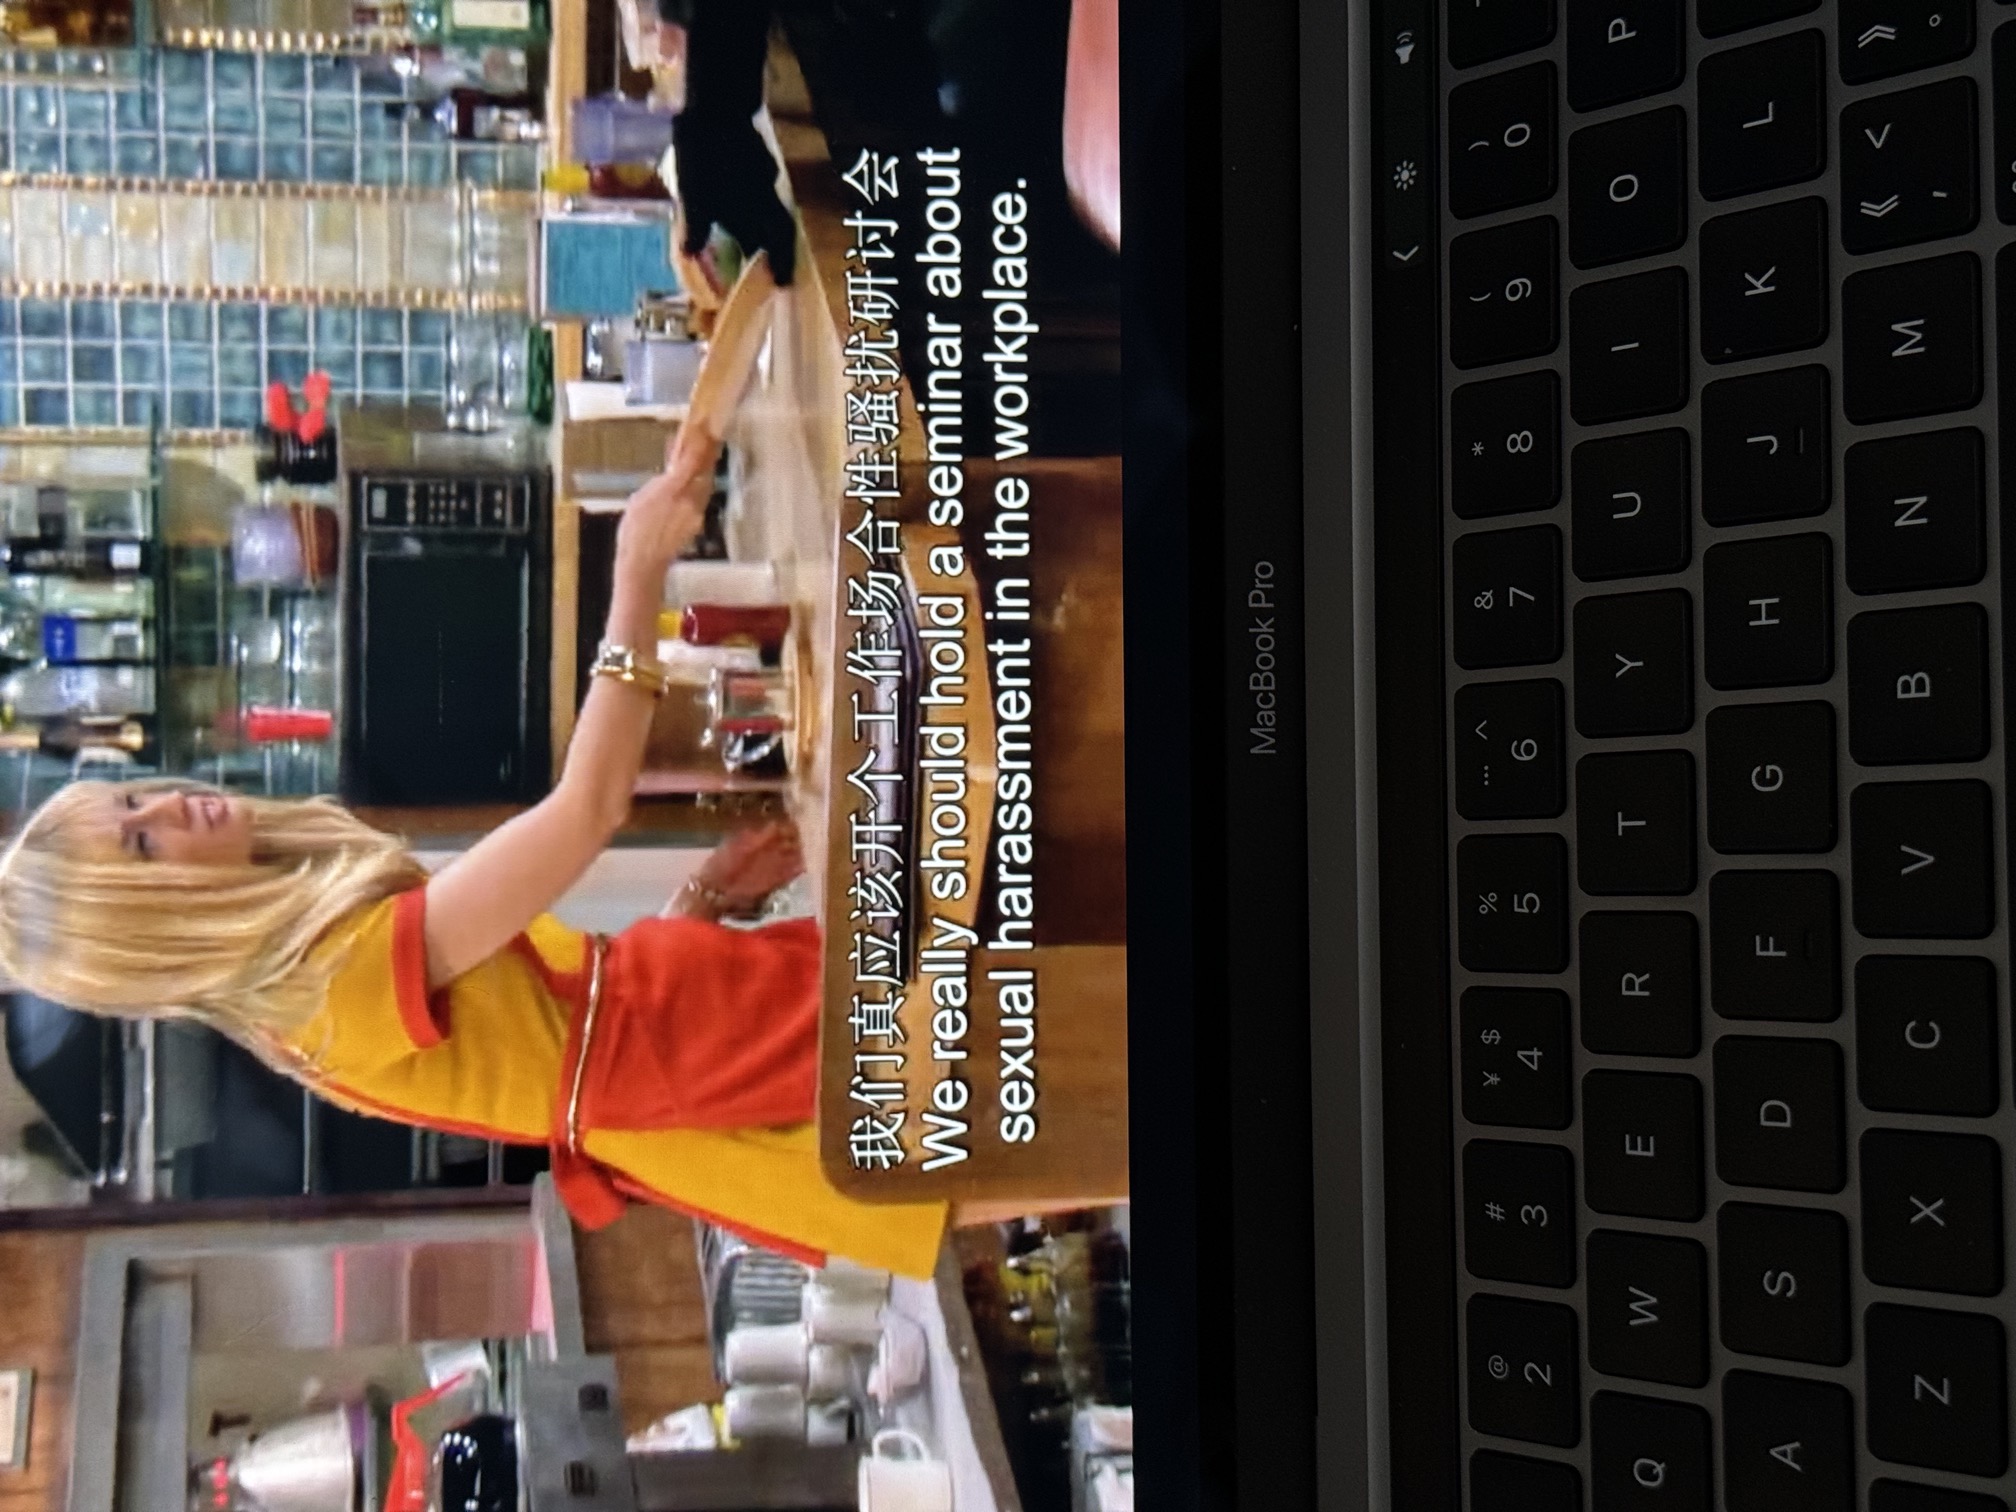 我们真应该开个工作场合性骚扰研讨会
We really should hold a seminar about
sexual harassment in the workplace.
MacBook Pro
@ # ¥ $ % … ^ & * ( )
2 3 4 5 6 7 8 9 0
Q W E R T Y U I O P
A S D F G H J K L
《 < 》
Z X C V B N M , 。